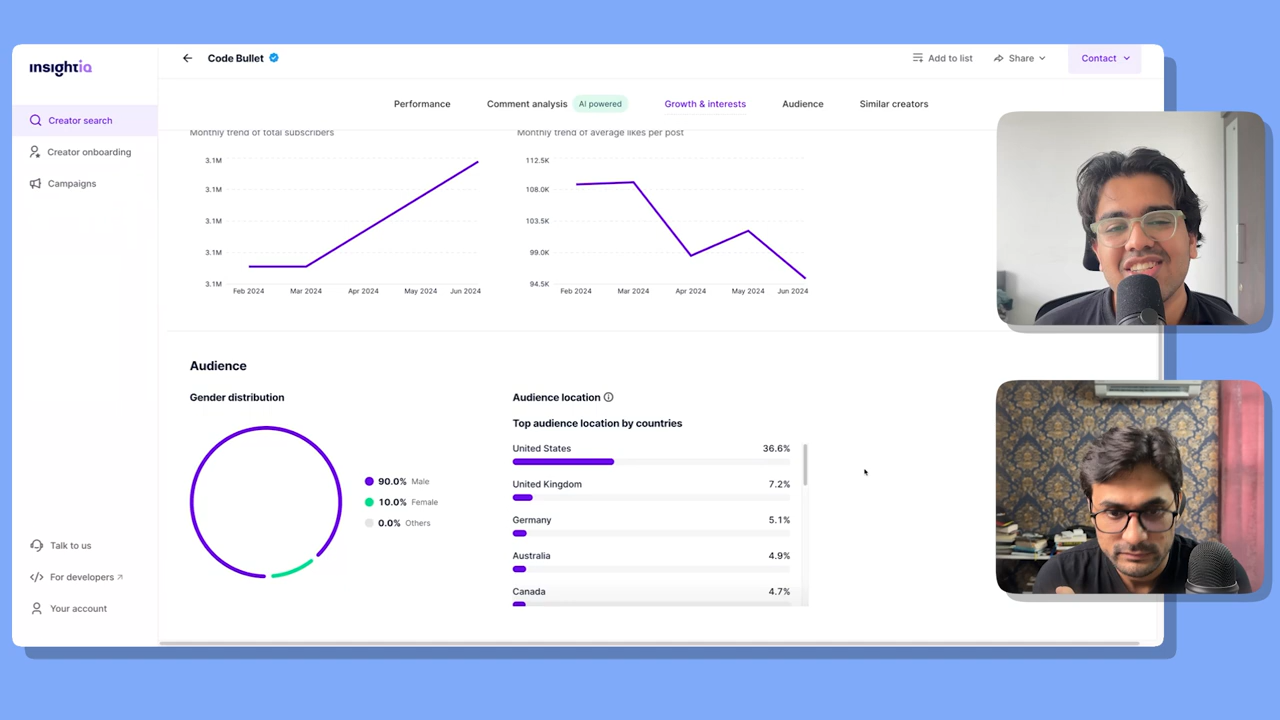 insightiq
Code Bullet
Add to list
Share
Contact
Creator search
Creator onboarding
Campaigns
Performance
Comment analysis AI powered
Growth & interests
Audience
Similar creators
Monthly trend of total subscribers
3.1M
3.1M
3.1M
3.1M
3.1M
Feb 2024 Mar 2024 Apr 2024 May 2024 Jun 2024
Monthly trend of average likes per post
112.5K
108.0K
103.5K
99.0K
94.5K
Feb 2024 Mar 2024 Apr 2024 May 2024 Jun 2024
Audience
Gender distribution
90.0% Male
10.0% Female
0.0% Others
Audience location
Top audience location by countries
United States 36.6%
United Kingdom 7.2%
Germany 5.1%
Australia 4.9%
Canada 4.7%
Talk to us
For developers
Your account